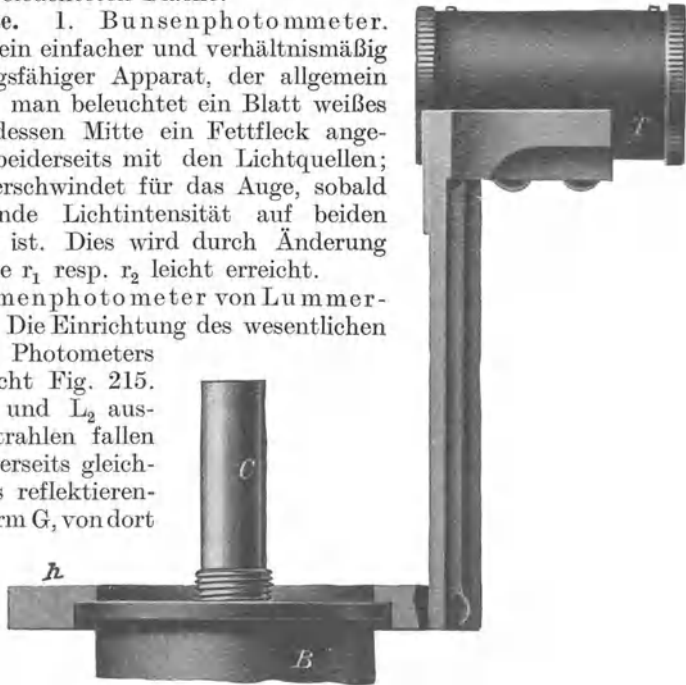 e. 1. Bunsenphotommeter.
ein einfacher und verhältnismäßig
gsfähiger Apparat, der allgemein
man beleuchtet ein Blatt weißes
dessen Mitte ein Fettfleck ange-
beiderseits mit den Lichtquellen;
erschwindet für das Auge, sobald
nde Lichtintensität auf beiden
ist. Dies wird durch Änderung
e r₁ resp. r₂ leicht erreicht.
menphotometer von Lummer-
Die Einrichtung des wesentlichen
Photometers
cht Fig. 215.
und L₂ aus-
trahlen fallen
erseits gleich-
s reflektieren-
rm G, von dort
T
C
h
B